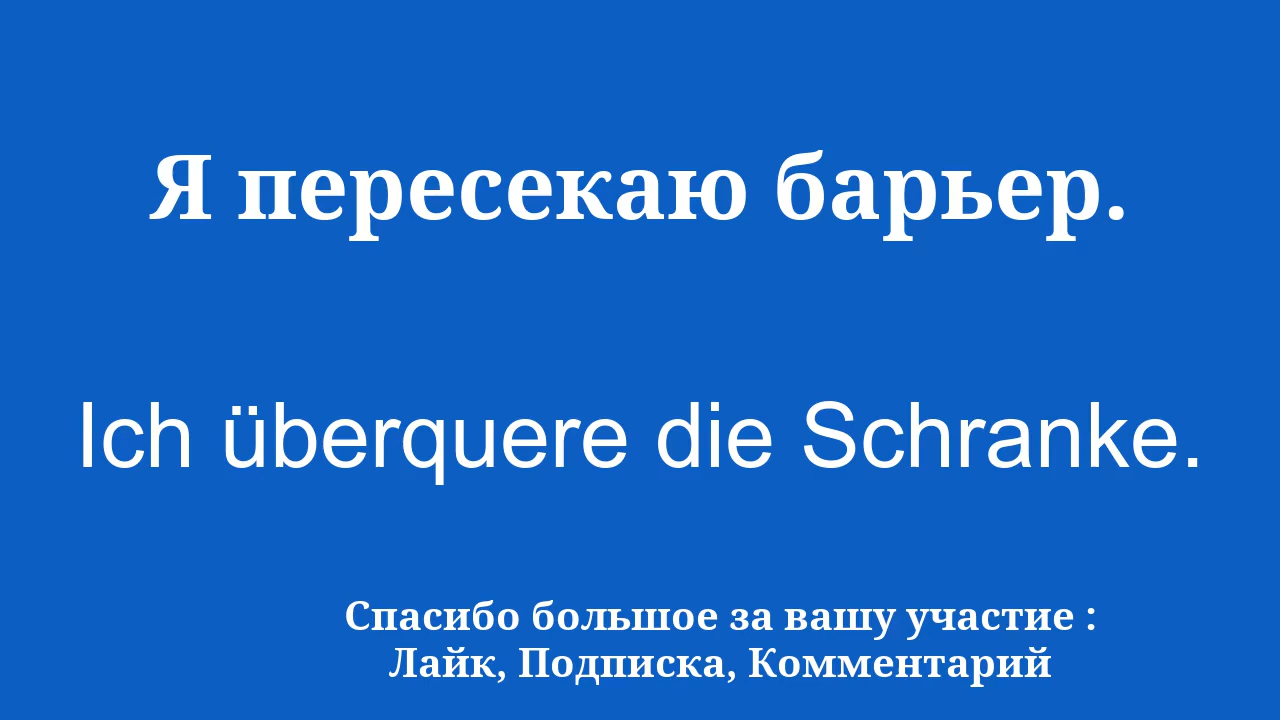 Я пересекаю барьер.
Ich überquere die Schranke.
Спасибо большое за вашу участие :
Лайк, Подписка, Комментарий